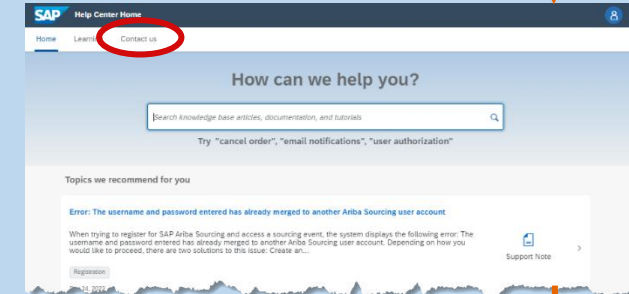 SAP Help Center Home
Home Learning Contact us
How can we help you?
Search knowledge base articles, documentation, and tutorials
Try "cancel order", "email notifications", "user authorization"
Topics we recommend for you
Error: The username and password entered has already merged to another Ariba Sourcing user account
When trying to register for SAP Ariba Sourcing and access a sourcing event, the system displays the following error: The
username and password entered has already merged to another Ariba Sourcing user account. Depending on how you
would like to proceed, there are two solutions to this issue: Create an...
Support Note
Registration
24, 2022